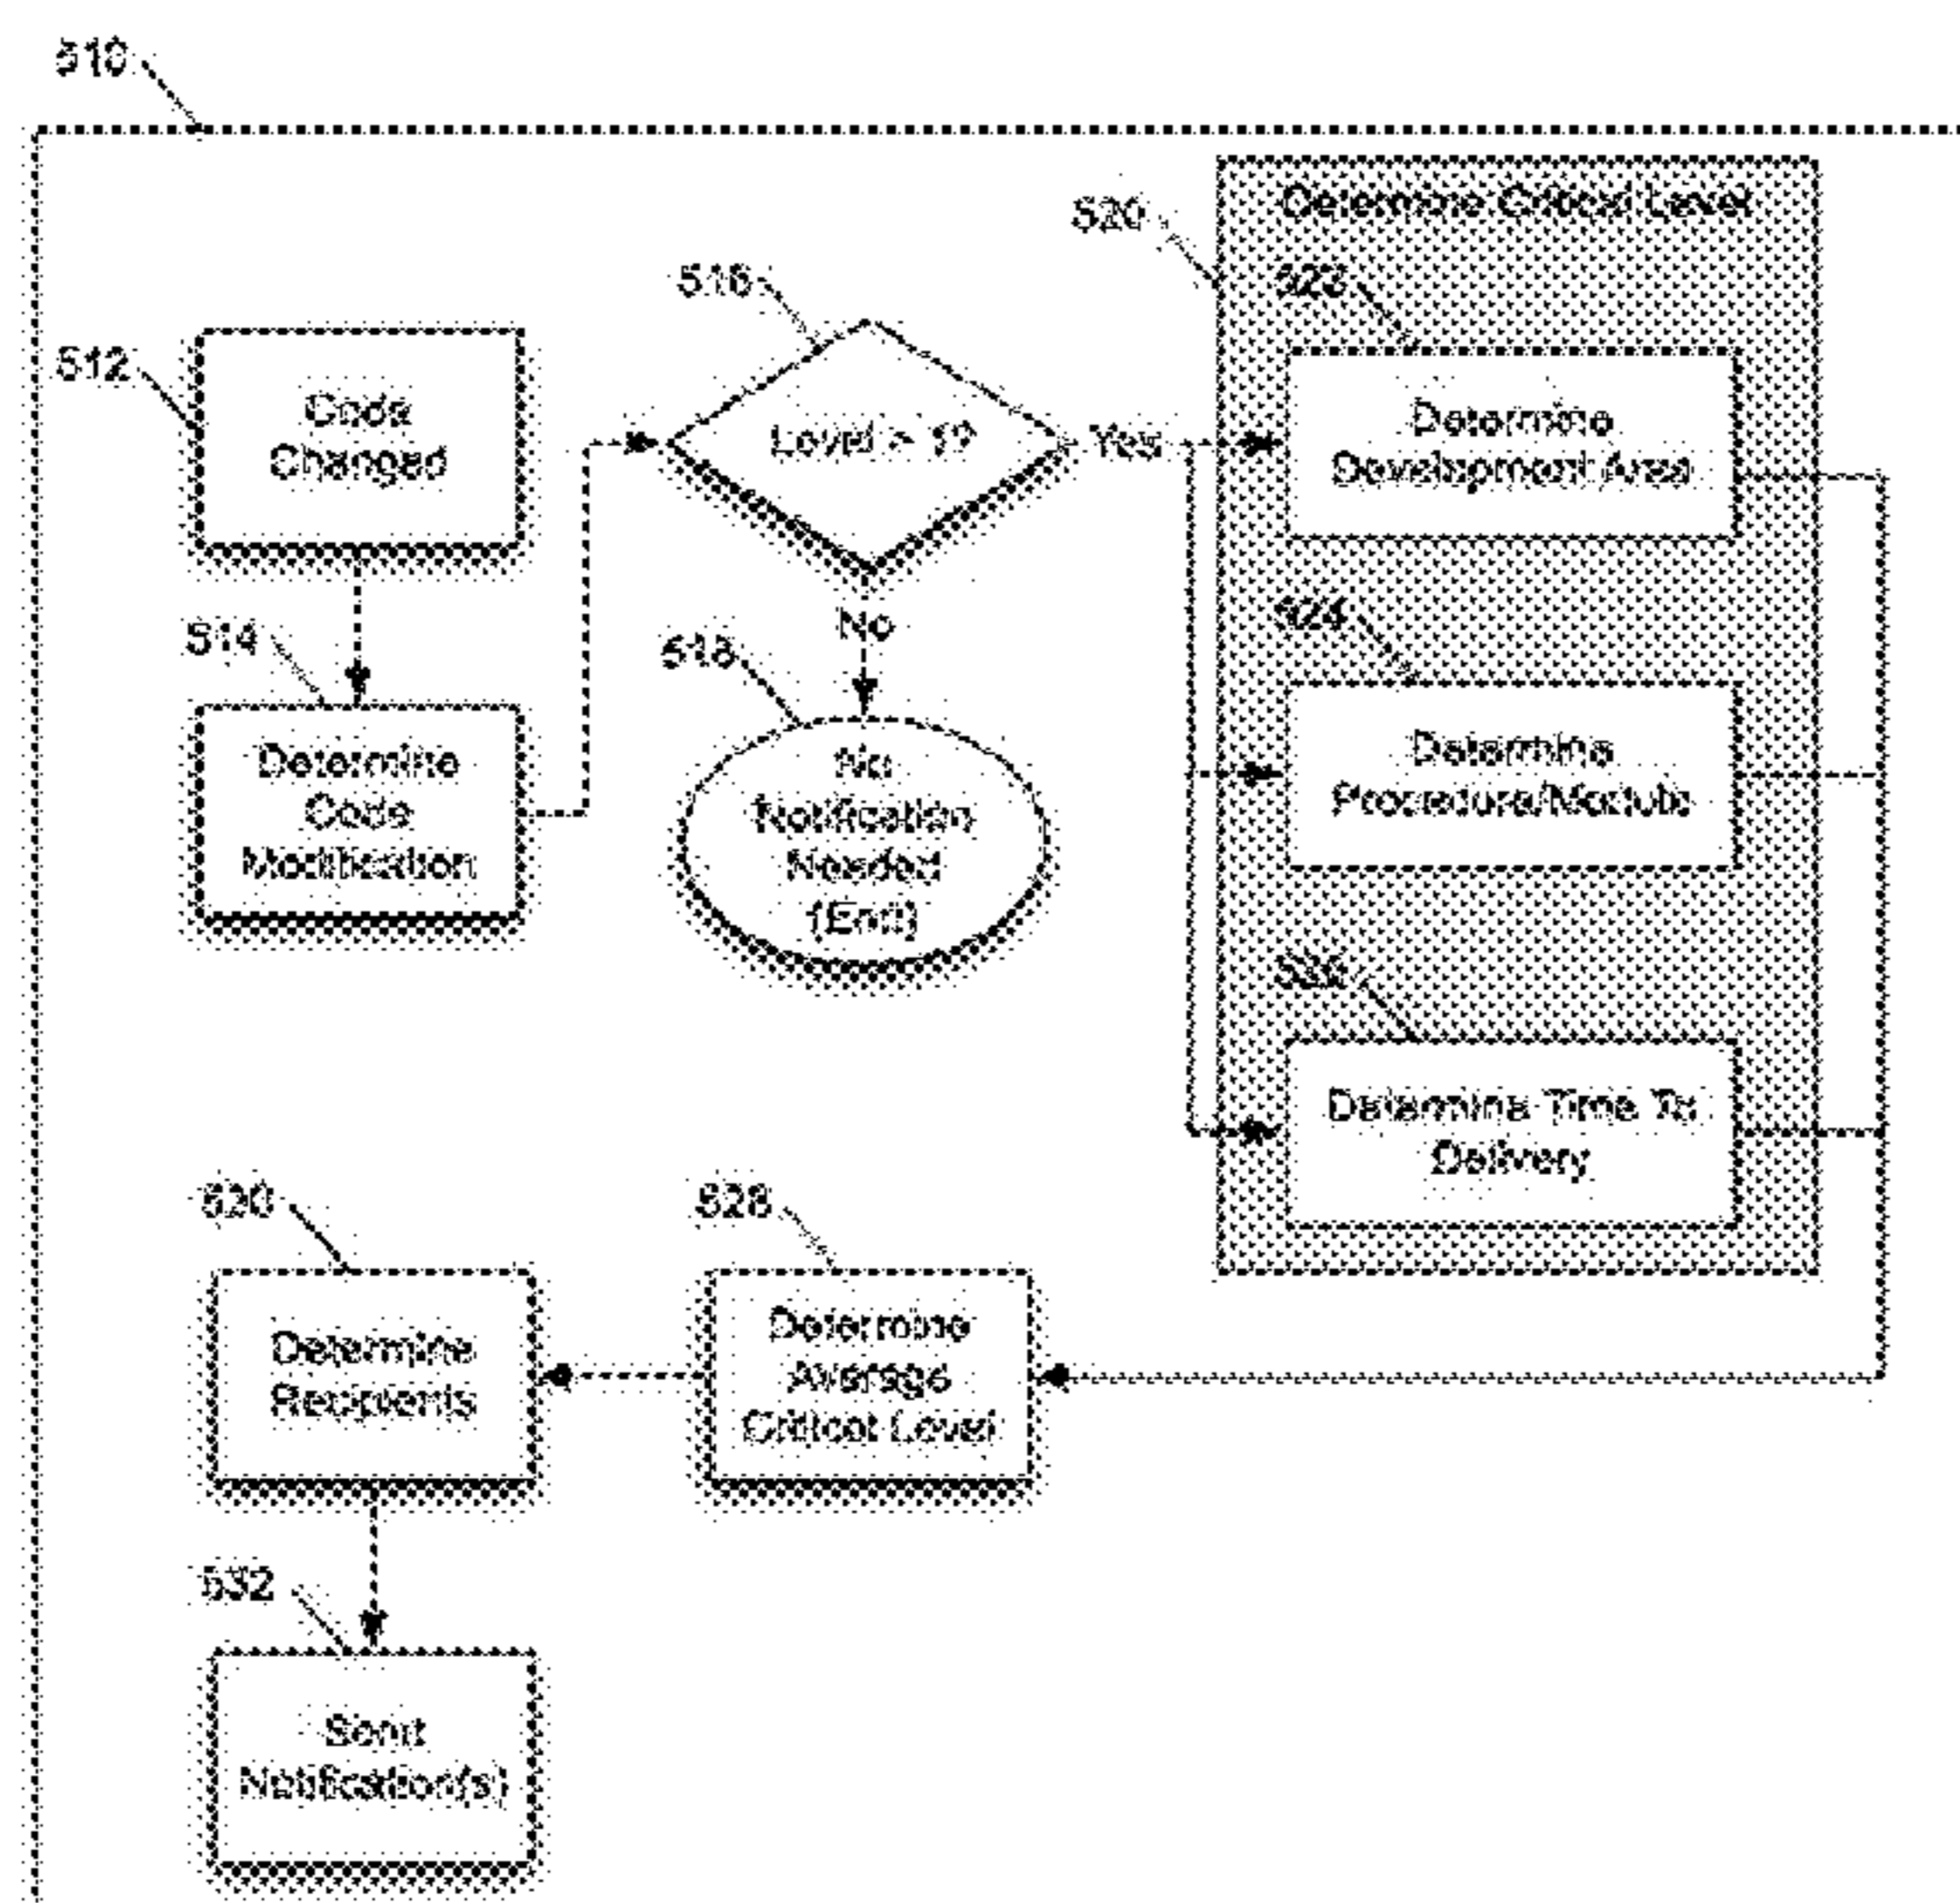 510
512
Code
Changed
514
Determine
Code
Modification
516
Level > 1?
Yes
No
518
No
Notification
Needed
(End)
520
Determine Critical Level
522
Determine
Development Area
524
Determine
Procedure/Module
526
Determine Time To
Delivery
528
Determine
Average
Critical Level
Determine
Recipients
532
Send
Notification(s)